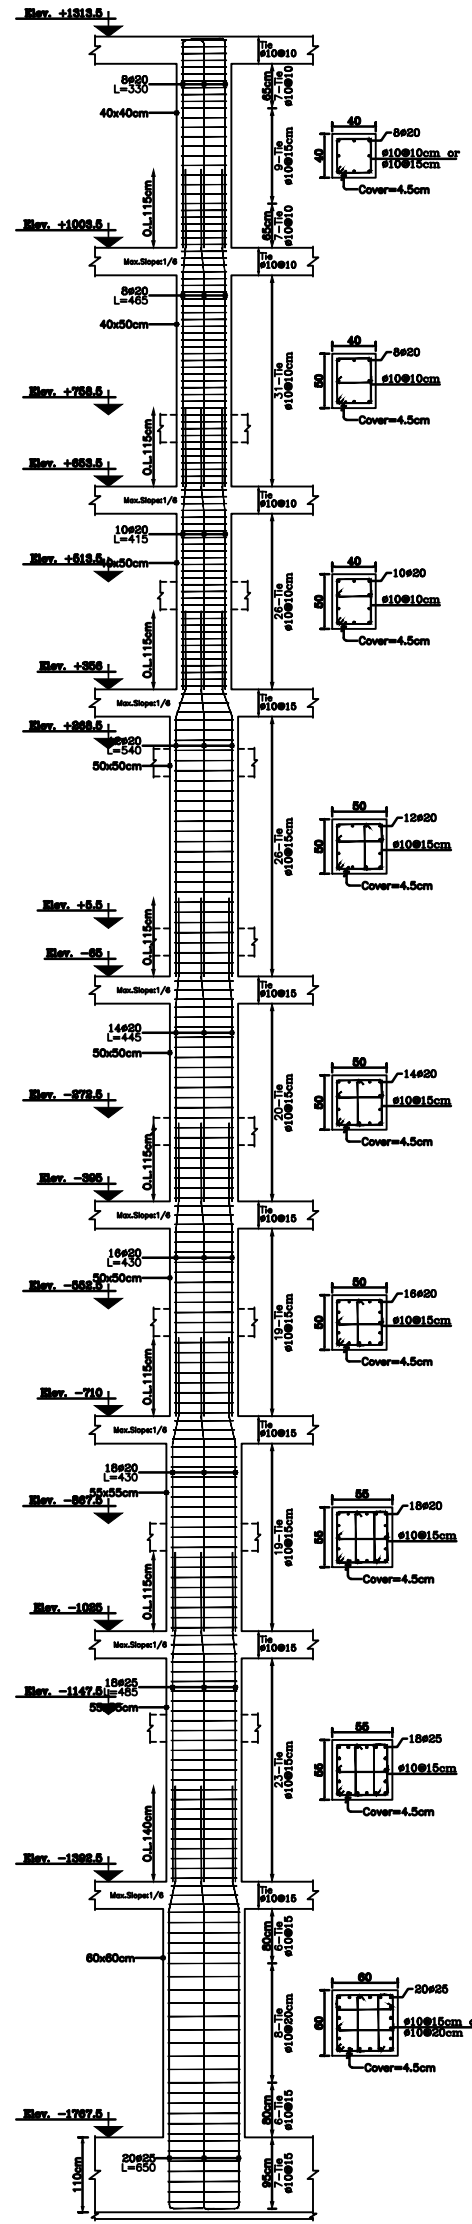 Elev. +1313.5
Tie
ø10@10
8ø20
L=330
65cm
7-Tie
ø10@10
40x40cm
9-Tie
ø10@15cm
O.L.115cm
65cm
7-Tie
ø10@10
40
40
8ø20
ø10@10cm or
ø10@15cm
Cover=4.5cm
Elev. +1003.5
Max.Slope:1/6
Tie
ø10@10
8ø20
L=465
40x50cm
31-Tie
ø10@10cm
40
50
8ø20
ø10@10cm
Cover=4.5cm
Elev. +758.5
O.L.115cm
Elev. +653.5
Max.Slope:1/6
Tie
ø10@10
10ø20
L=415
Elev. +513.5
40x50cm
26-Tie
ø10@10cm
40
50
10ø20
ø10@10cm
Cover=4.5cm
O.L.115cm
Elev. +356
Max.Slope:1/6
Tie
ø10@15
Elev. +268.5
12ø20
L=540
50x50cm
26-Tie
ø10@15cm
50
50
12ø20
ø10@15cm
Cover=4.5cm
Elev. +5.5
O.L.115cm
Elev. -65
Max.Slope:1/6
Tie
ø10@15
14ø20
L=445
50x50cm
20-Tie
ø10@15cm
50
50
14ø20
ø10@15cm
Cover=4.5cm
Elev. -272.5
O.L.115cm
Elev. -395
Max.Slope:1/6
Tie
ø10@15
16ø20
L=430
50x50cm
Elev. -552.5
19-Tie
ø10@15cm
50
50
16ø20
ø10@15cm
Cover=4.5cm
O.L.115cm
Elev. -710
Max.Slope:1/6
Tie
ø10@15
18ø20
L=430
55x55cm
Elev. -867.5
19-Tie
ø10@15cm
55
55
18ø20
ø10@15cm
Cover=4.5cm
O.L.115cm
Elev. -1025
Max.Slope:1/6
Tie
ø10@15
18ø25
L=485
Elev. -1147.5
55x55cm
23-Tie
ø10@15cm
55
55
18ø25
ø10@15cm
Cover=4.5cm
O.L.140cm
Elev. -1392.5
Max.Slope:1/6
Tie
ø10@15
60x60cm
80cm
6-Tie
ø10@15
8-Tie
ø10@20cm
60
60
20ø25
ø10@15cm
ø10@20cm
Cover=4.5cm
80cm
6-Tie
ø10@15
Elev. -1767.5
110cm
20ø25
L=650
95cm
7-Tie
ø10@15